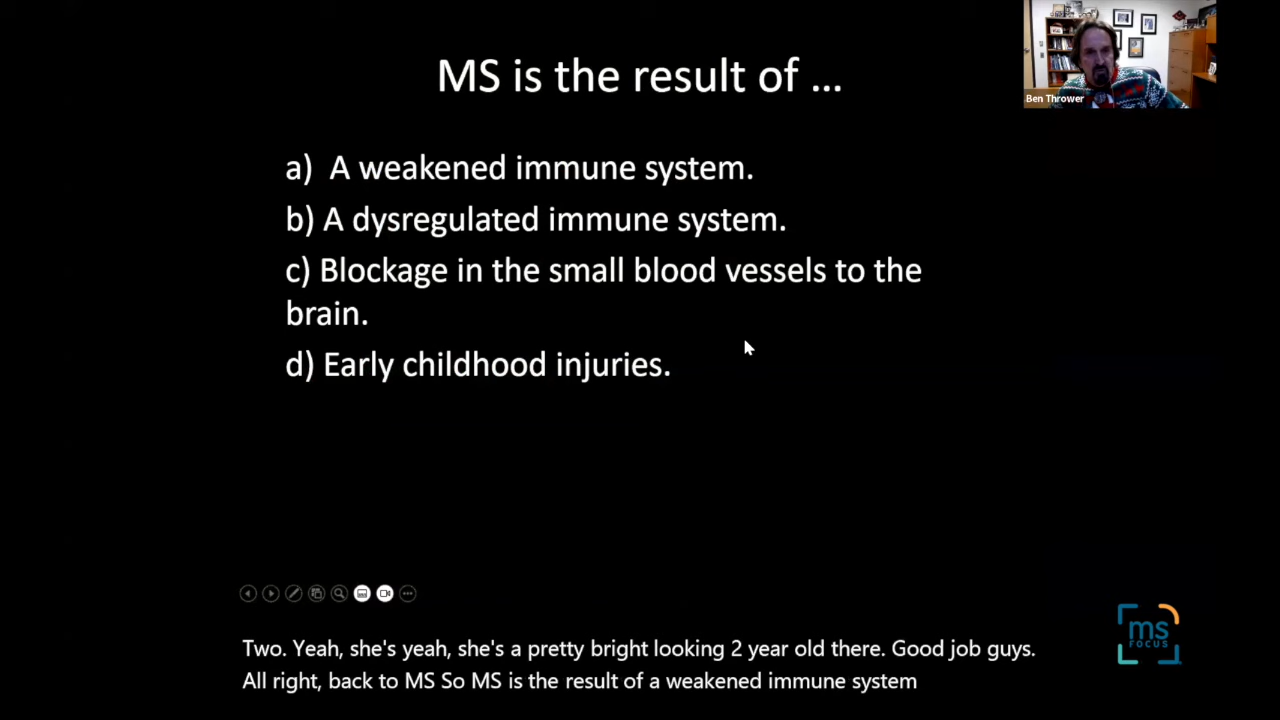 MS is the result of ...
Ben Thrower
a) A weakened immune system.
b) A dysregulated immune system.
c) Blockage in the small blood vessels to the
brain.
d) Early childhood injuries.
Two. Yeah, she's yeah, she's a pretty bright looking 2 year old there. Good job guys.
All right, back to MS So MS is the result of a weakened immune system
ms
FOCUS